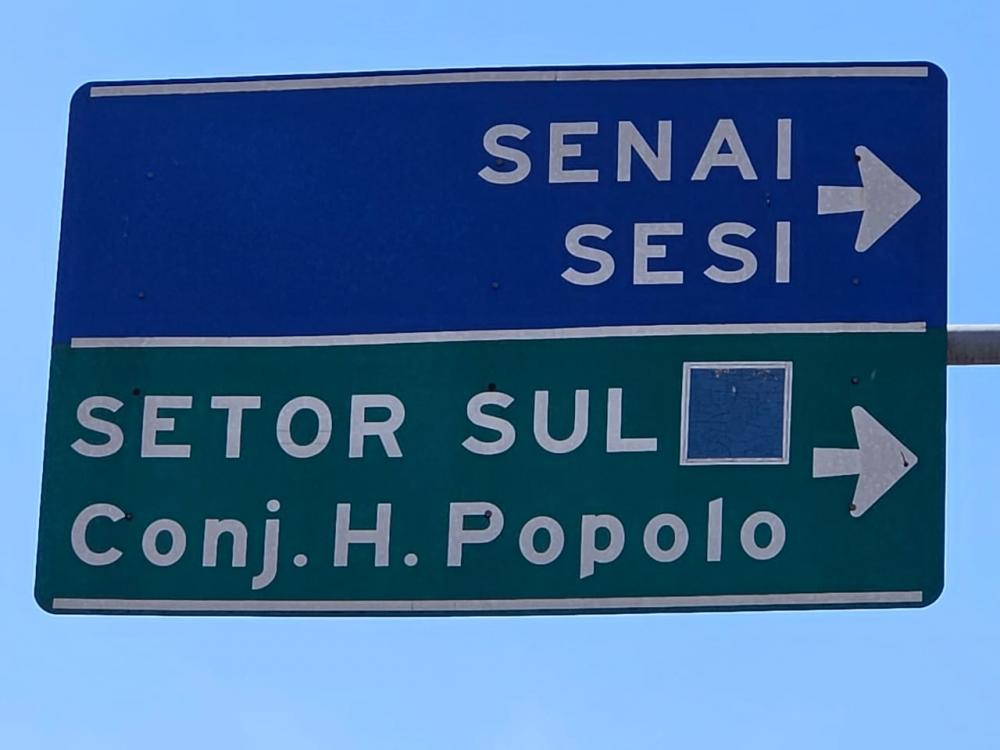 SENAI
SESI
SETOR SUL
Conj. H. Popolo